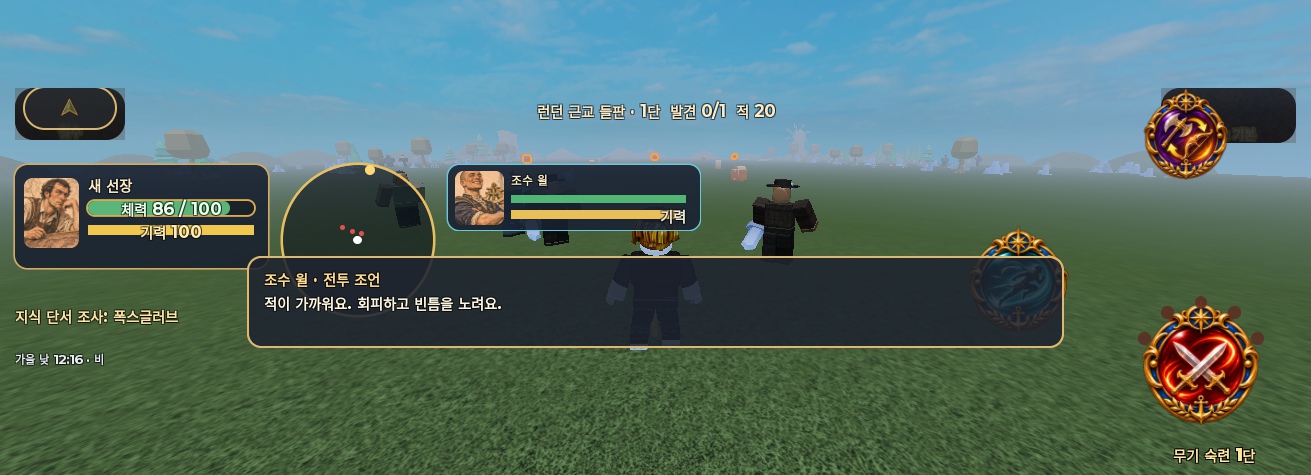 런던 근교 들판 · 1단 발견 0/1 적 20
새 선장
체력 86 / 100
기력 100
조수 윌
기력
조수 윌 · 전투 조언
적이 가까워요. 회피하고 빈틈을 노려요.
지식 단서 조사: 폭스글러브
가을 낮 12:16 · 비
무기 숙련 1단